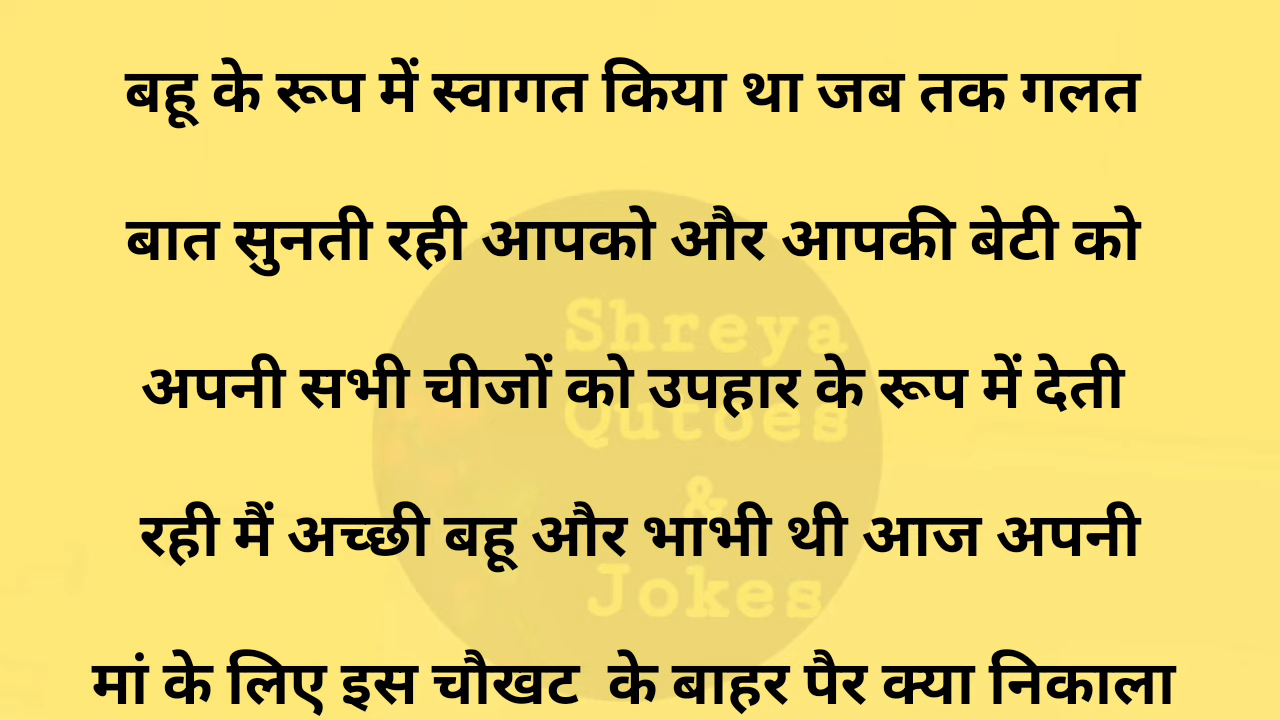 बहू के रूप में स्वागत किया था जब तक गलत
बात सुनती रही आपको और आपकी बेटी को
अपनी सभी चीजों को उपहार के रूप में देती
रही मैं अच्छी बहू और भाभी थी आज अपनी
मां के लिए इस चौखट के बाहर पैर क्या निकाला
Shreya
Qutoes
&
Jokes